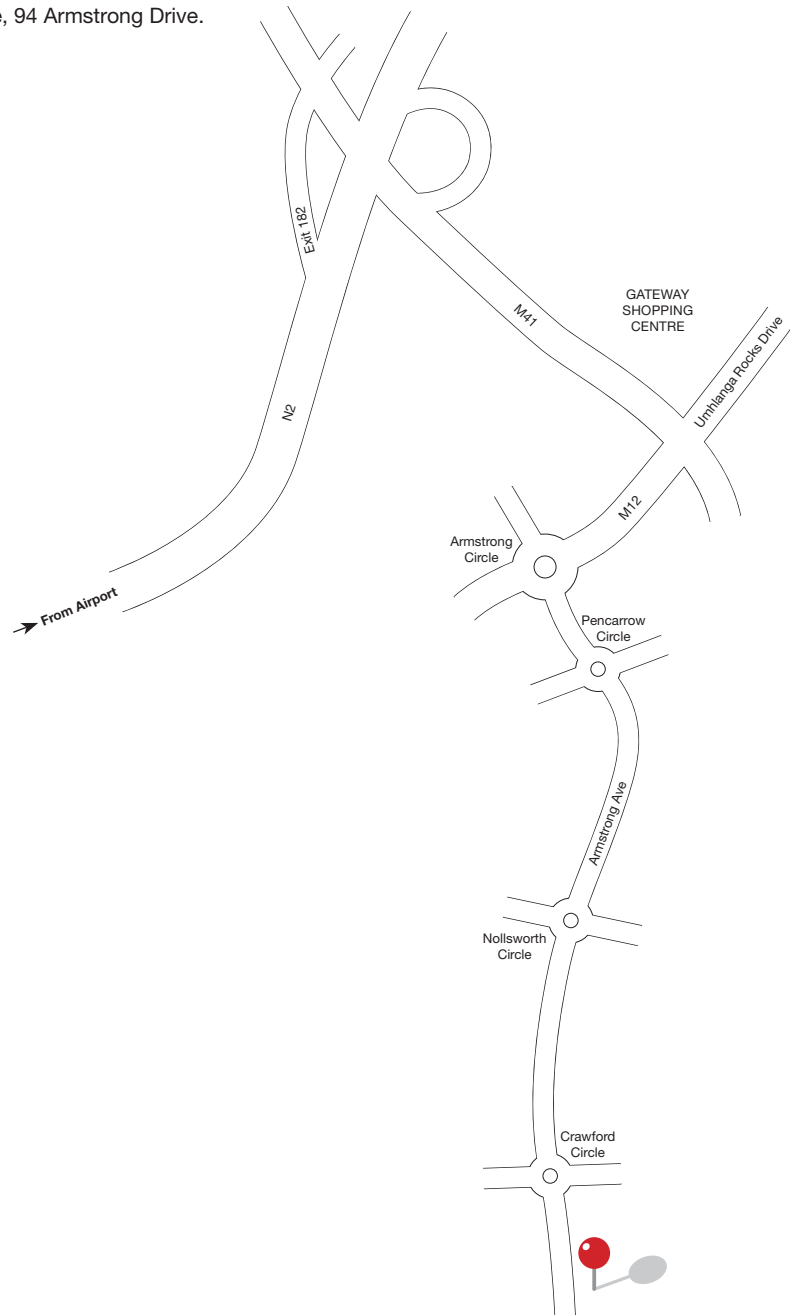 , 94 Armstrong Drive.
Exit 182
GATEWAY
SHOPPING
CENTRE
M41
Umhlanga Rocks Drive
N2
M12
Armstrong
Circle
From Airport
Pencarrow
Circle
Armstrong Ave
Nollsworth
Circle
Crawford
Circle